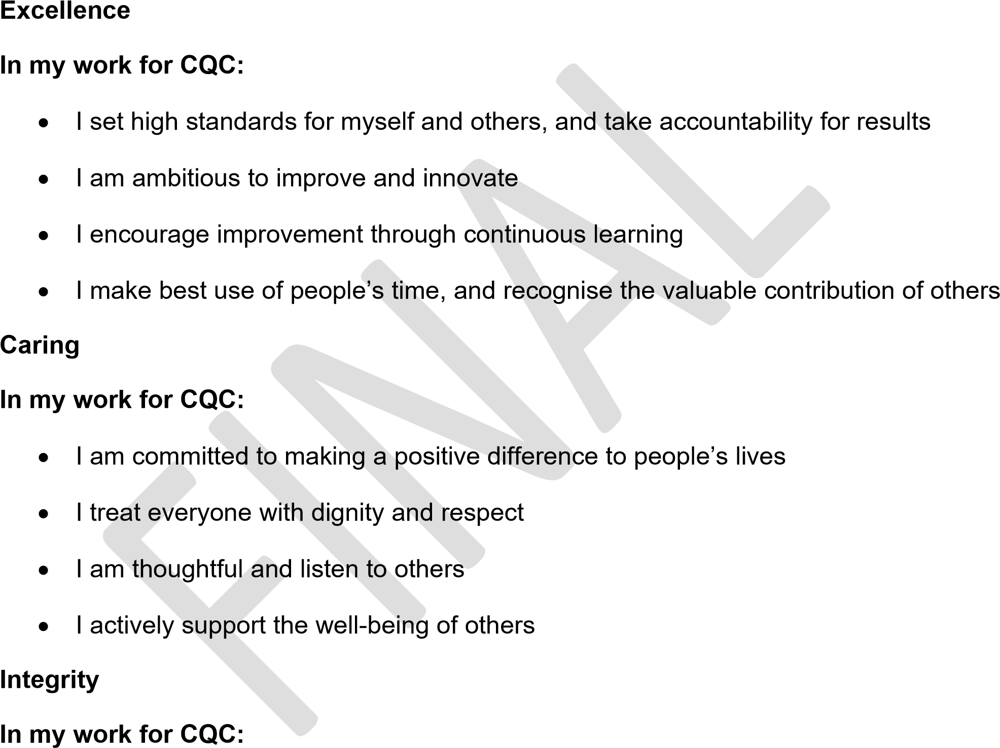 Excellence
In my work for CQC:
• I set high standards for myself and others, and take accountability for results
• I am ambitious to improve and innovate
• I encourage improvement through continuous learning
• I make best use of people’s time, and recognise the valuable contribution of others
Caring
In my work for CQC:
• I am committed to making a positive difference to people’s lives
• I treat everyone with dignity and respect
• I am thoughtful and listen to others
• I actively support the well-being of others
Integrity
In my work for CQC:
FINAL